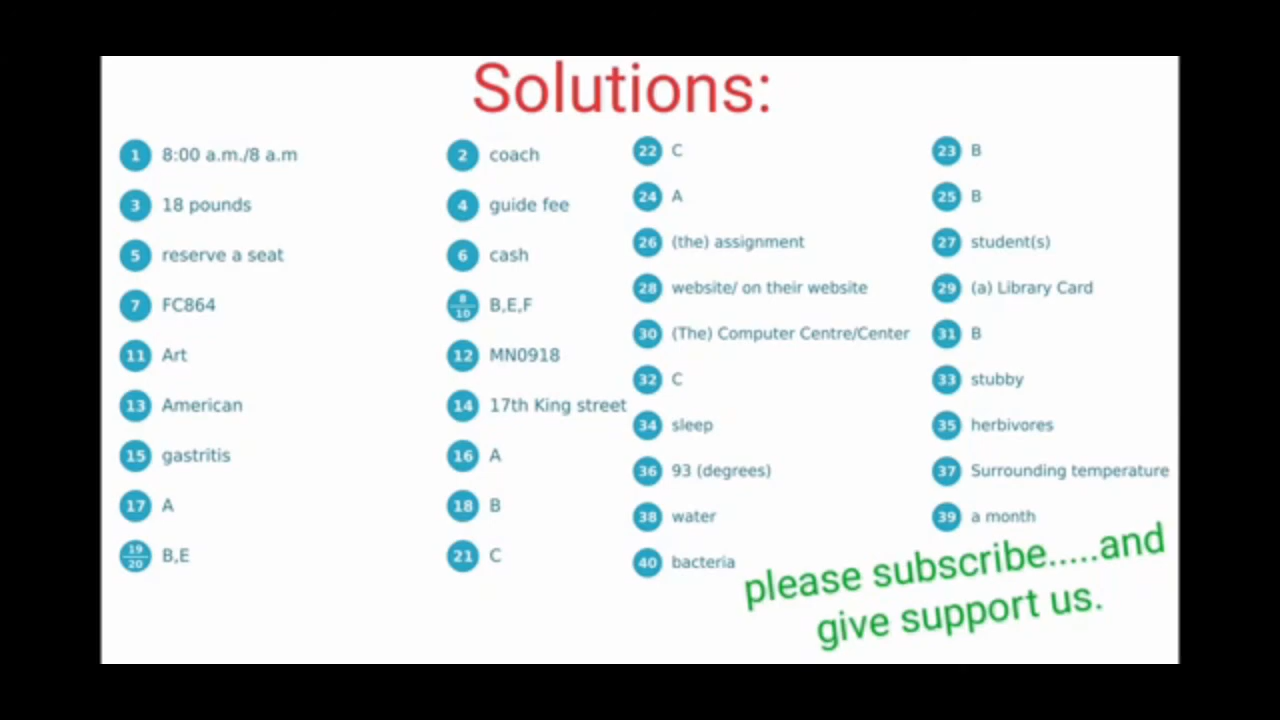 Solutions:
1 8:00 a.m./8 a.m
2 coach
3 18 pounds
4 guide fee
5 reserve a seat
6 cash
7 FC864
8 10 B,E,F
11 Art
12 MN0918
13 American
14 17th King street
15 gastritis
16 A
17 A
18 B
19 20 B,E
21 C
22 C
23 B
24 A
25 B
26 (the) assignment
27 student(s)
28 website/ on their website
29 (a) Library Card
30 (The) Computer Centre/Center
31 B
32 C
33 stubby
34 sleep
35 herbivores
36 93 (degrees)
37 Surrounding temperature
38 water
39 a month
40 bacteria
please subscribe.....and
give support us.